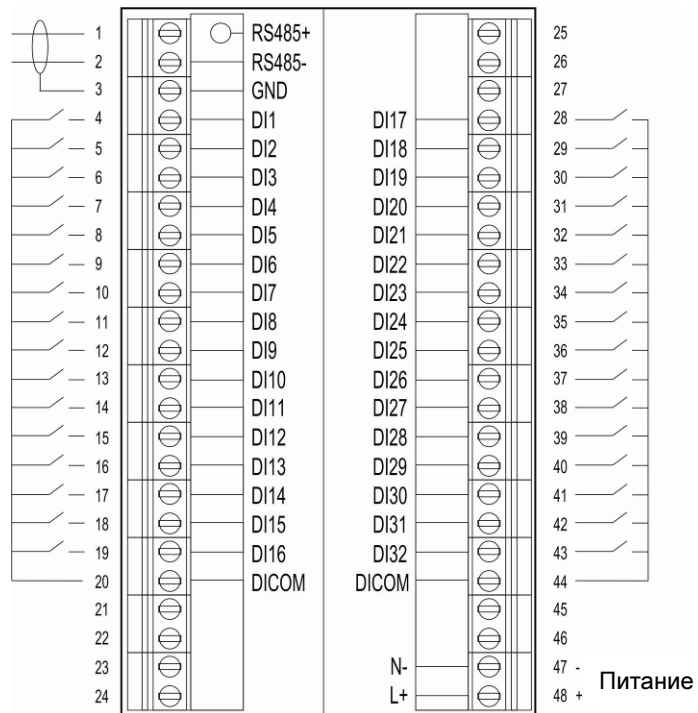 1 RS485+ 25
2 RS485- 26
3 GND 27
4 DI1 DI17 28
5 DI2 DI18 29
6 DI3 DI19 30
7 DI4 DI20 31
8 DI5 DI21 32
9 DI6 DI22 33
10 DI7 DI23 34
11 DI8 DI24 35
12 DI9 DI25 36
13 DI10 DI26 37
14 DI11 DI27 38
15 DI12 DI28 39
16 DI13 DI29 40
17 DI14 DI30 41
18 DI15 DI31 42
19 DI16 DI32 43
20 DICOM DICOM 44
21 45
22 46
23 N- 47 -
24 L+ 48 +
Питание